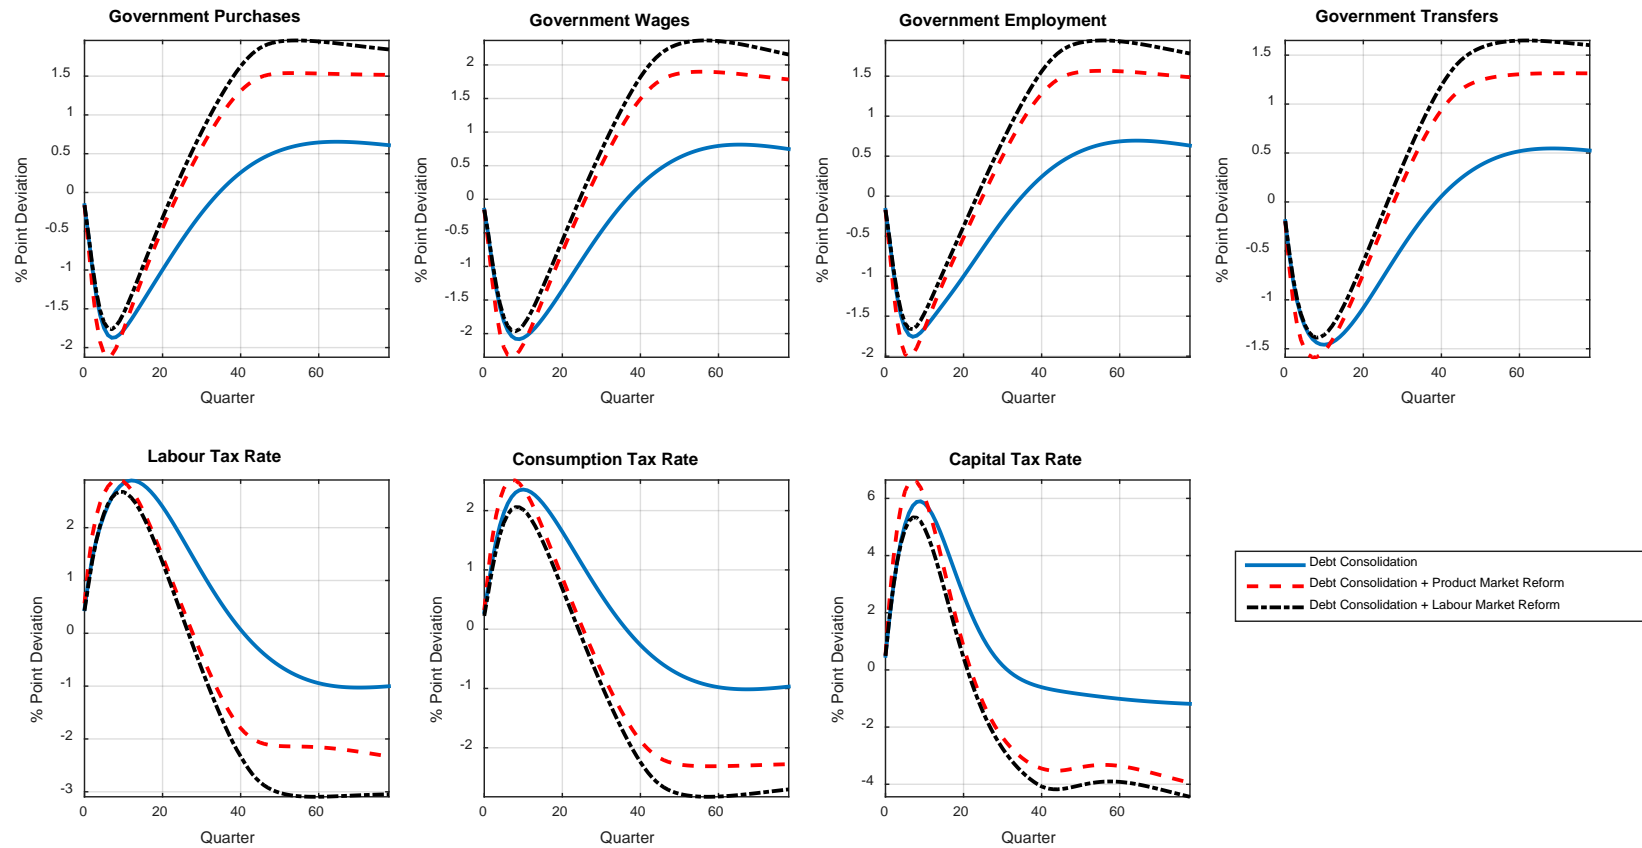 Government Purchases
% Point Deviation
1.5
1
0.5
0
-0.5
-1
-1.5
-2
0 20 40 60
Quarter
Government Wages
% Point Deviation
2
1.5
1
0.5
0
-0.5
-1
-1.5
-2
0 20 40 60
Quarter
Government Employment
% Point Deviation
1.5
1
0.5
0
-0.5
-1
-1.5
-2
0 20 40 60
Quarter
Government Transfers
% Point Deviation
1.5
1
0.5
0
-0.5
-1
-1.5
0 20 40 60
Quarter
Labour Tax Rate
% Point Deviation
2
1
0
-1
-2
-3
0 20 40 60
Quarter
Consumption Tax Rate
% Point Deviation
2
1
0
-1
-2
0 20 40 60
Quarter
Capital Tax Rate
% Point Deviation
6
4
2
0
-2
-4
0 20 40 60
Quarter
Debt Consolidation
Debt Consolidation + Product Market Reform
Debt Consolidation + Labour Market Reform